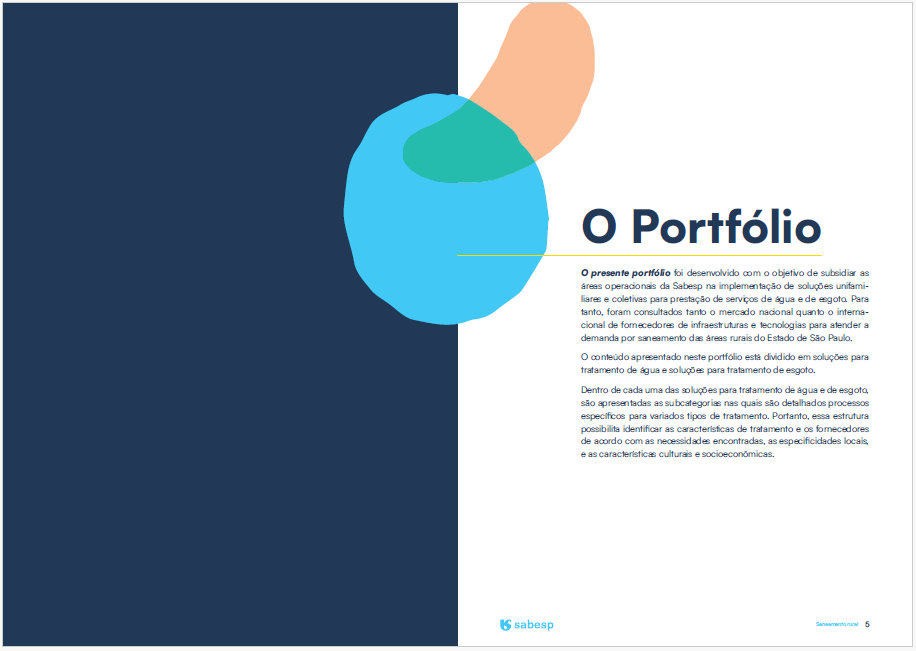 O Portfólio
O presente portfólio foi desenvolvido com o objetivo de subsidiar as
áreas operacionais da Sabesp na implementação de soluções unifami-
liares e coletivas para prestação de serviços de água e de esgoto. Para
tanto, foram consultados tanto o mercado nacional quanto o interna-
cional de fornecedores de infraestruturas e tecnologias para atender a
demanda por saneamento das áreas rurais do Estado de São Paulo.
O conteúdo apresentado neste portfólio está dividido em soluções para
tratamento de água e soluções para tratamento de esgoto.
Dentro de cada uma das soluções para tratamento de água e de esgoto,
são apresentadas as subcategorias nas quais são detalhados processos
específicos para variados tipos de tratamento. Portanto, essa estrutura
possibilita identificar as características de tratamento e os fornecedores
de acordo com as necessidades encontradas, as especificidades locais,
e as características culturais e socioeconômicas.
sabesp
Saneamento rural 5